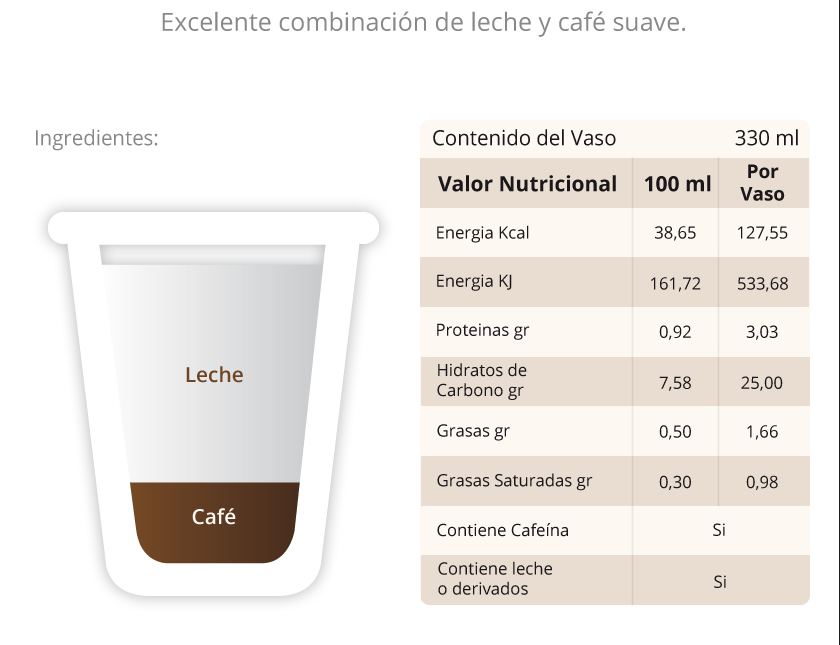 Excelente combinación de leche y café suave.
Ingredientes:
Leche
Café
Contenido del Vaso 330 ml
Valor Nutricional 100 ml Por Vaso
Energia Kcal 38,65 127,55
Energia KJ 161,72 533,68
Proteinas gr 0,92 3,03
Hidratos de
Carbono gr 7,58 25,00
Grasas gr 0,50 1,66
Grasas Saturadas gr 0,30 0,98
Contiene Cafeína Si
Contiene leche
o derivados Si